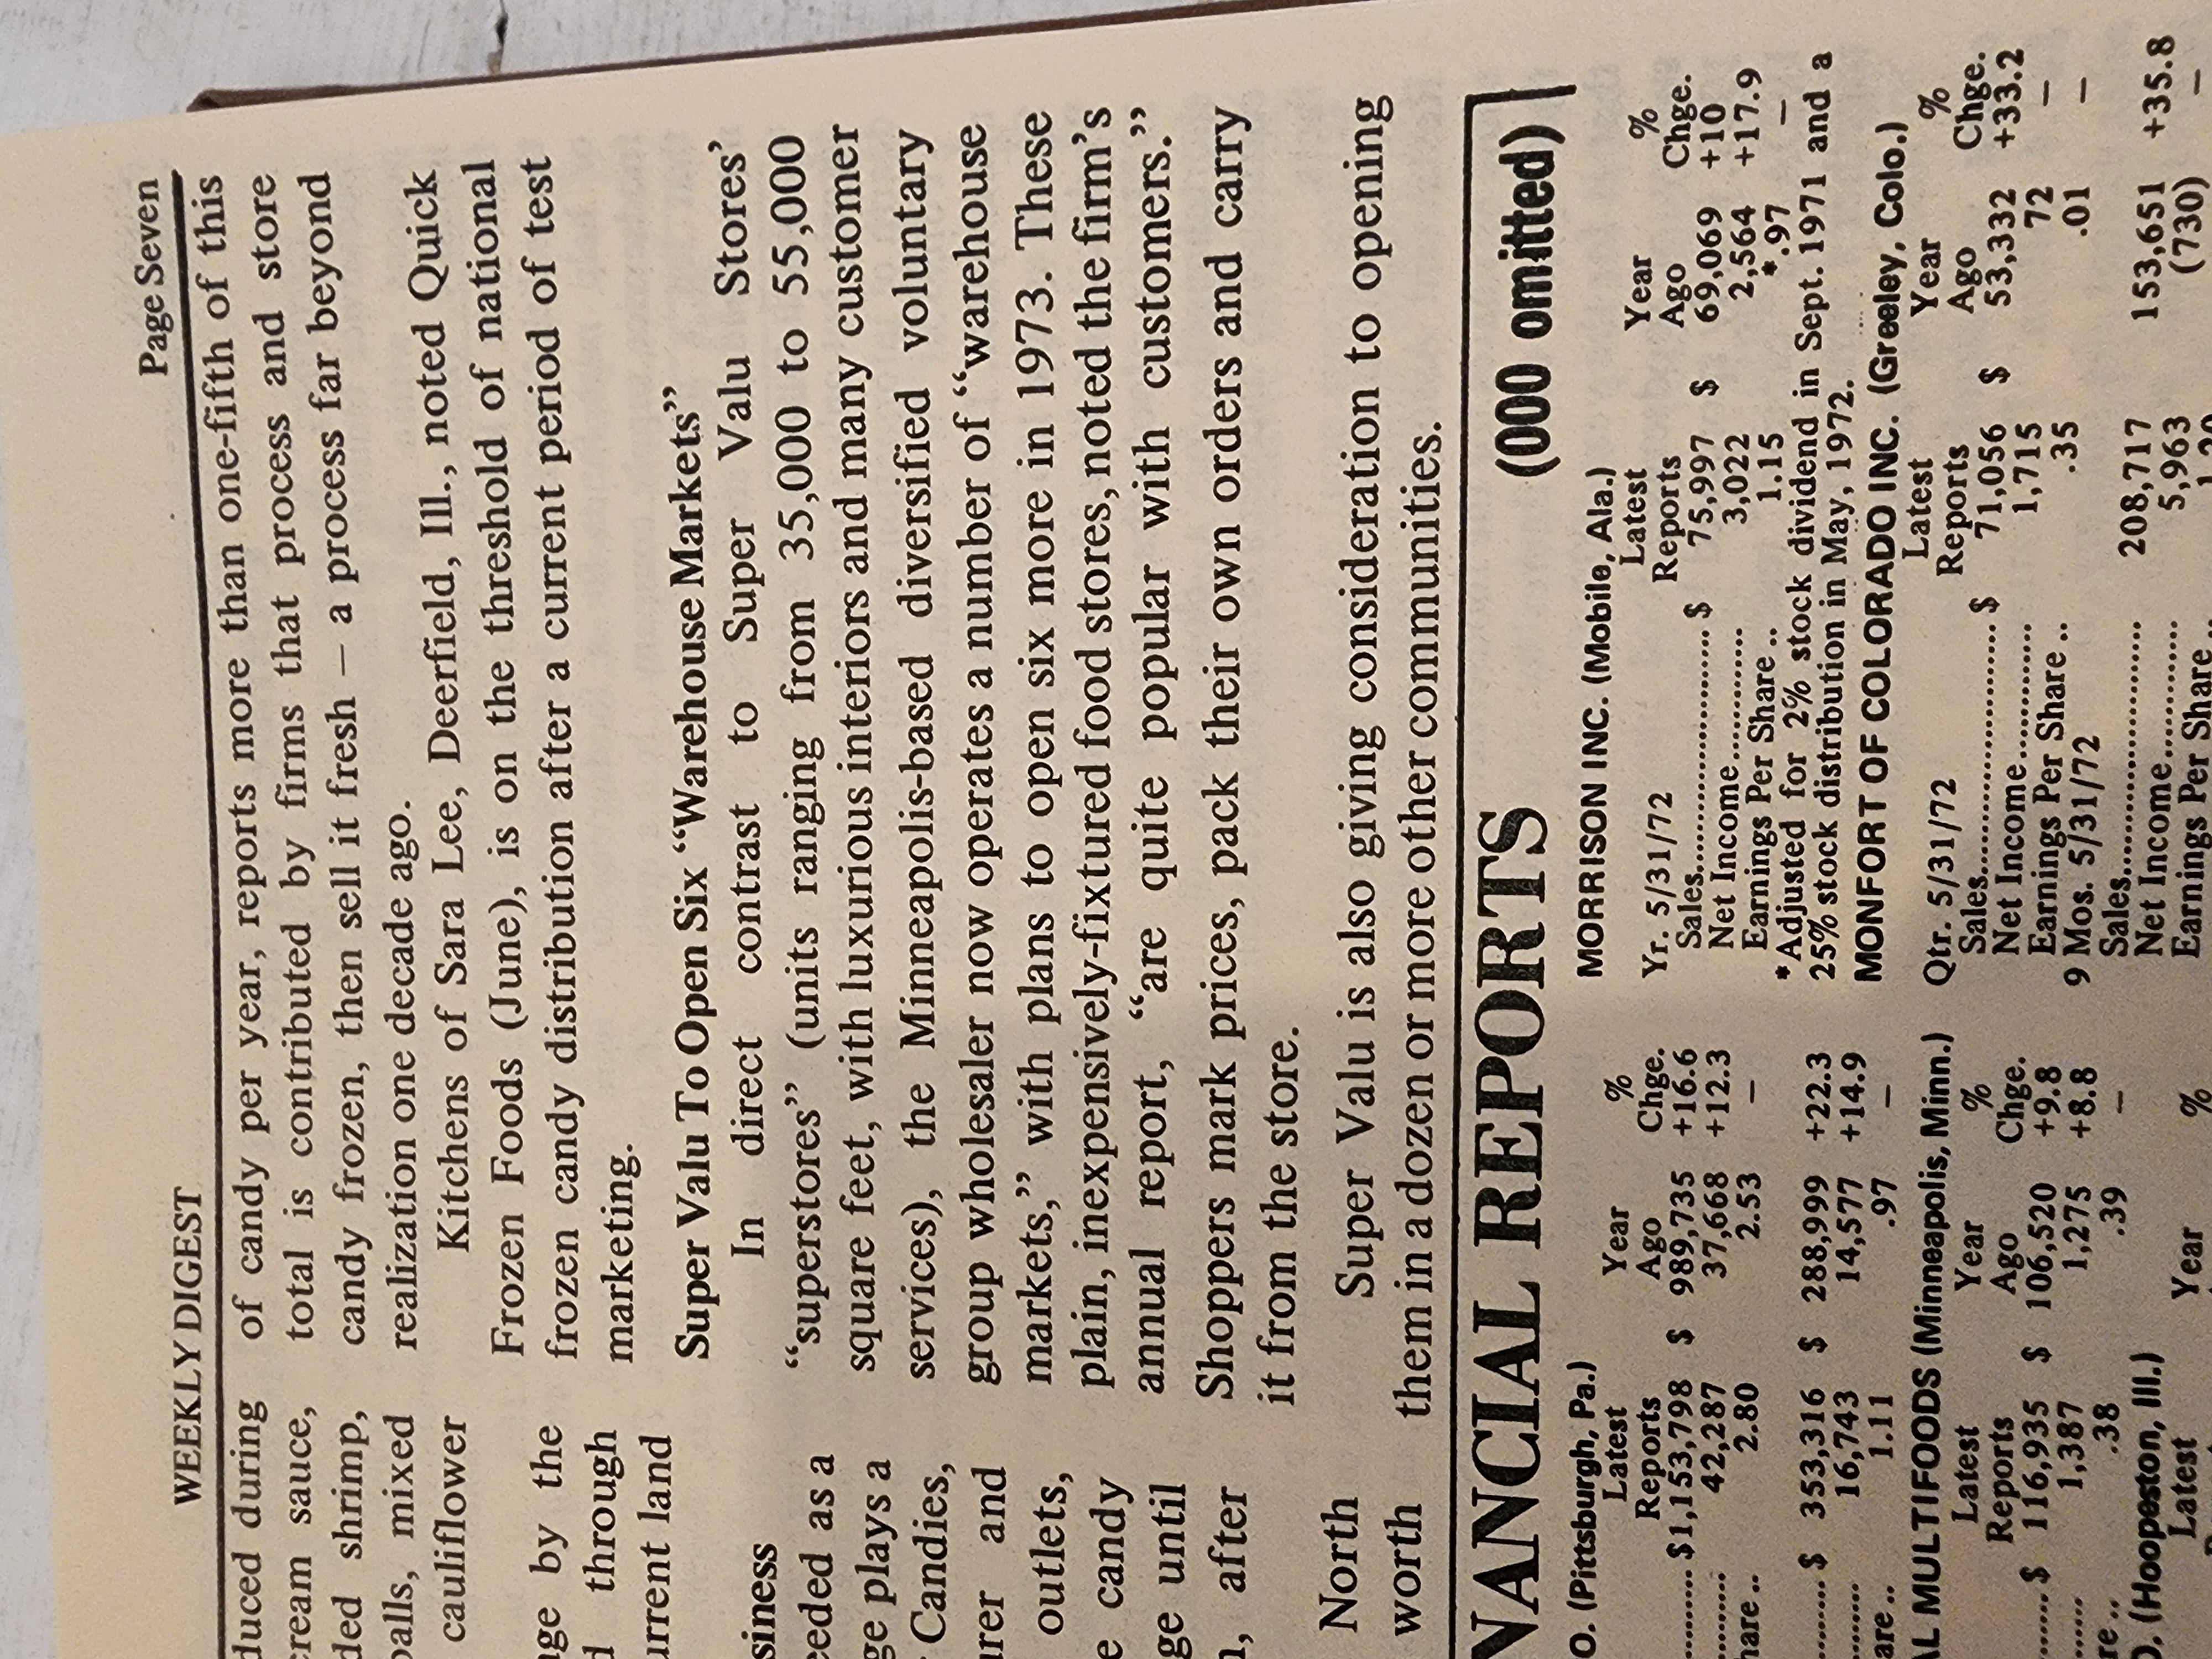 WEEKLY DIGEST Page Seven
duced during
cream sauce,
ded shrimp,
balls, mixed
cauliflower
age by the
d through
urrent land
siness
eeded as a
ge plays a
Candies,
urer and
outlets,
e candy
ge until
n, after
North
worth
of candy per year, reports more than one-fifth of this
total is contributed by firms that process and store
candy frozen, then sell it fresh — a process far beyond
realization one decade ago.
Kitchens of Sara Lee, Deerfield, Ill., noted Quick
Frozen Foods (June), is on the threshold of national
frozen candy distribution after a current period of test
marketing.
Super Valu To Open Six “Warehouse Markets”
In direct contrast to Super Valu Stores’
“superstores” (units ranging from 35,000 to 55,000
square feet, with luxurious interiors and many customer
services), the Minneapolis-based diversified voluntary
group wholesaler now operates a number of “warehouse
markets,” with plans to open six more in 1973. These
plain, inexpensively-fixtured food stores, noted the firm’s
annual report, “are quite popular with customers.”
Shoppers mark prices, pack their own orders and carry
it from the store.
Super Valu is also giving consideration to opening
them in a dozen or more other communities.
NANCIAL REPORTS (000 omitted)
O. (Pittsburgh, Pa.)
Latest Year %
Reports Ago Chge.
.......... $1,153,798 $ 989,735 +16.6
.......... 42,287 37,668 +12.3
hare .. 2.80 2.53 —
........ $ 353,316 $ 288,999 +22.3
........ 16,743 14,577 +14.9
are .. 1.11 .97 —
AL MULTIFOODS (Minneapolis, Minn.)
Latest Year %
Reports Ago Chge.
....... $ 116,935 $ 106,520 +9.8
....... 1,387 1,275 +8.8
re .. .38 .39 —
O. (Hoopeston, Ill.)
Latest Year %
MORRISON INC. (Mobile, Ala.)
Latest Year %
Yr. 5/31/72 Reports Ago Chge.
Sales....................... $ 75,997 $ 69,069 +10
Net Income............. 3,022 2,564 +17.9
Earnings Per Share .. 1.15 *.97 —
*Adjusted for 2% stock dividend in Sept. 1971 and a
25% stock distribution in May, 1972.
MONFORT OF COLORADO INC. (Greeley, Colo.)
Latest Year %
Qtr. 5/31/72 Reports Ago Chge.
Sales....................... $ 71,056 $ 53,332 +33.2
Net Income............. 1,715 72 —
Earnings Per Share .. .35 .01 —
9 Mos. 5/31/72
Sales....................... 208,717 153,651 +35.8
Net Income............. 5,963 (730) —
Earnings Per Share..